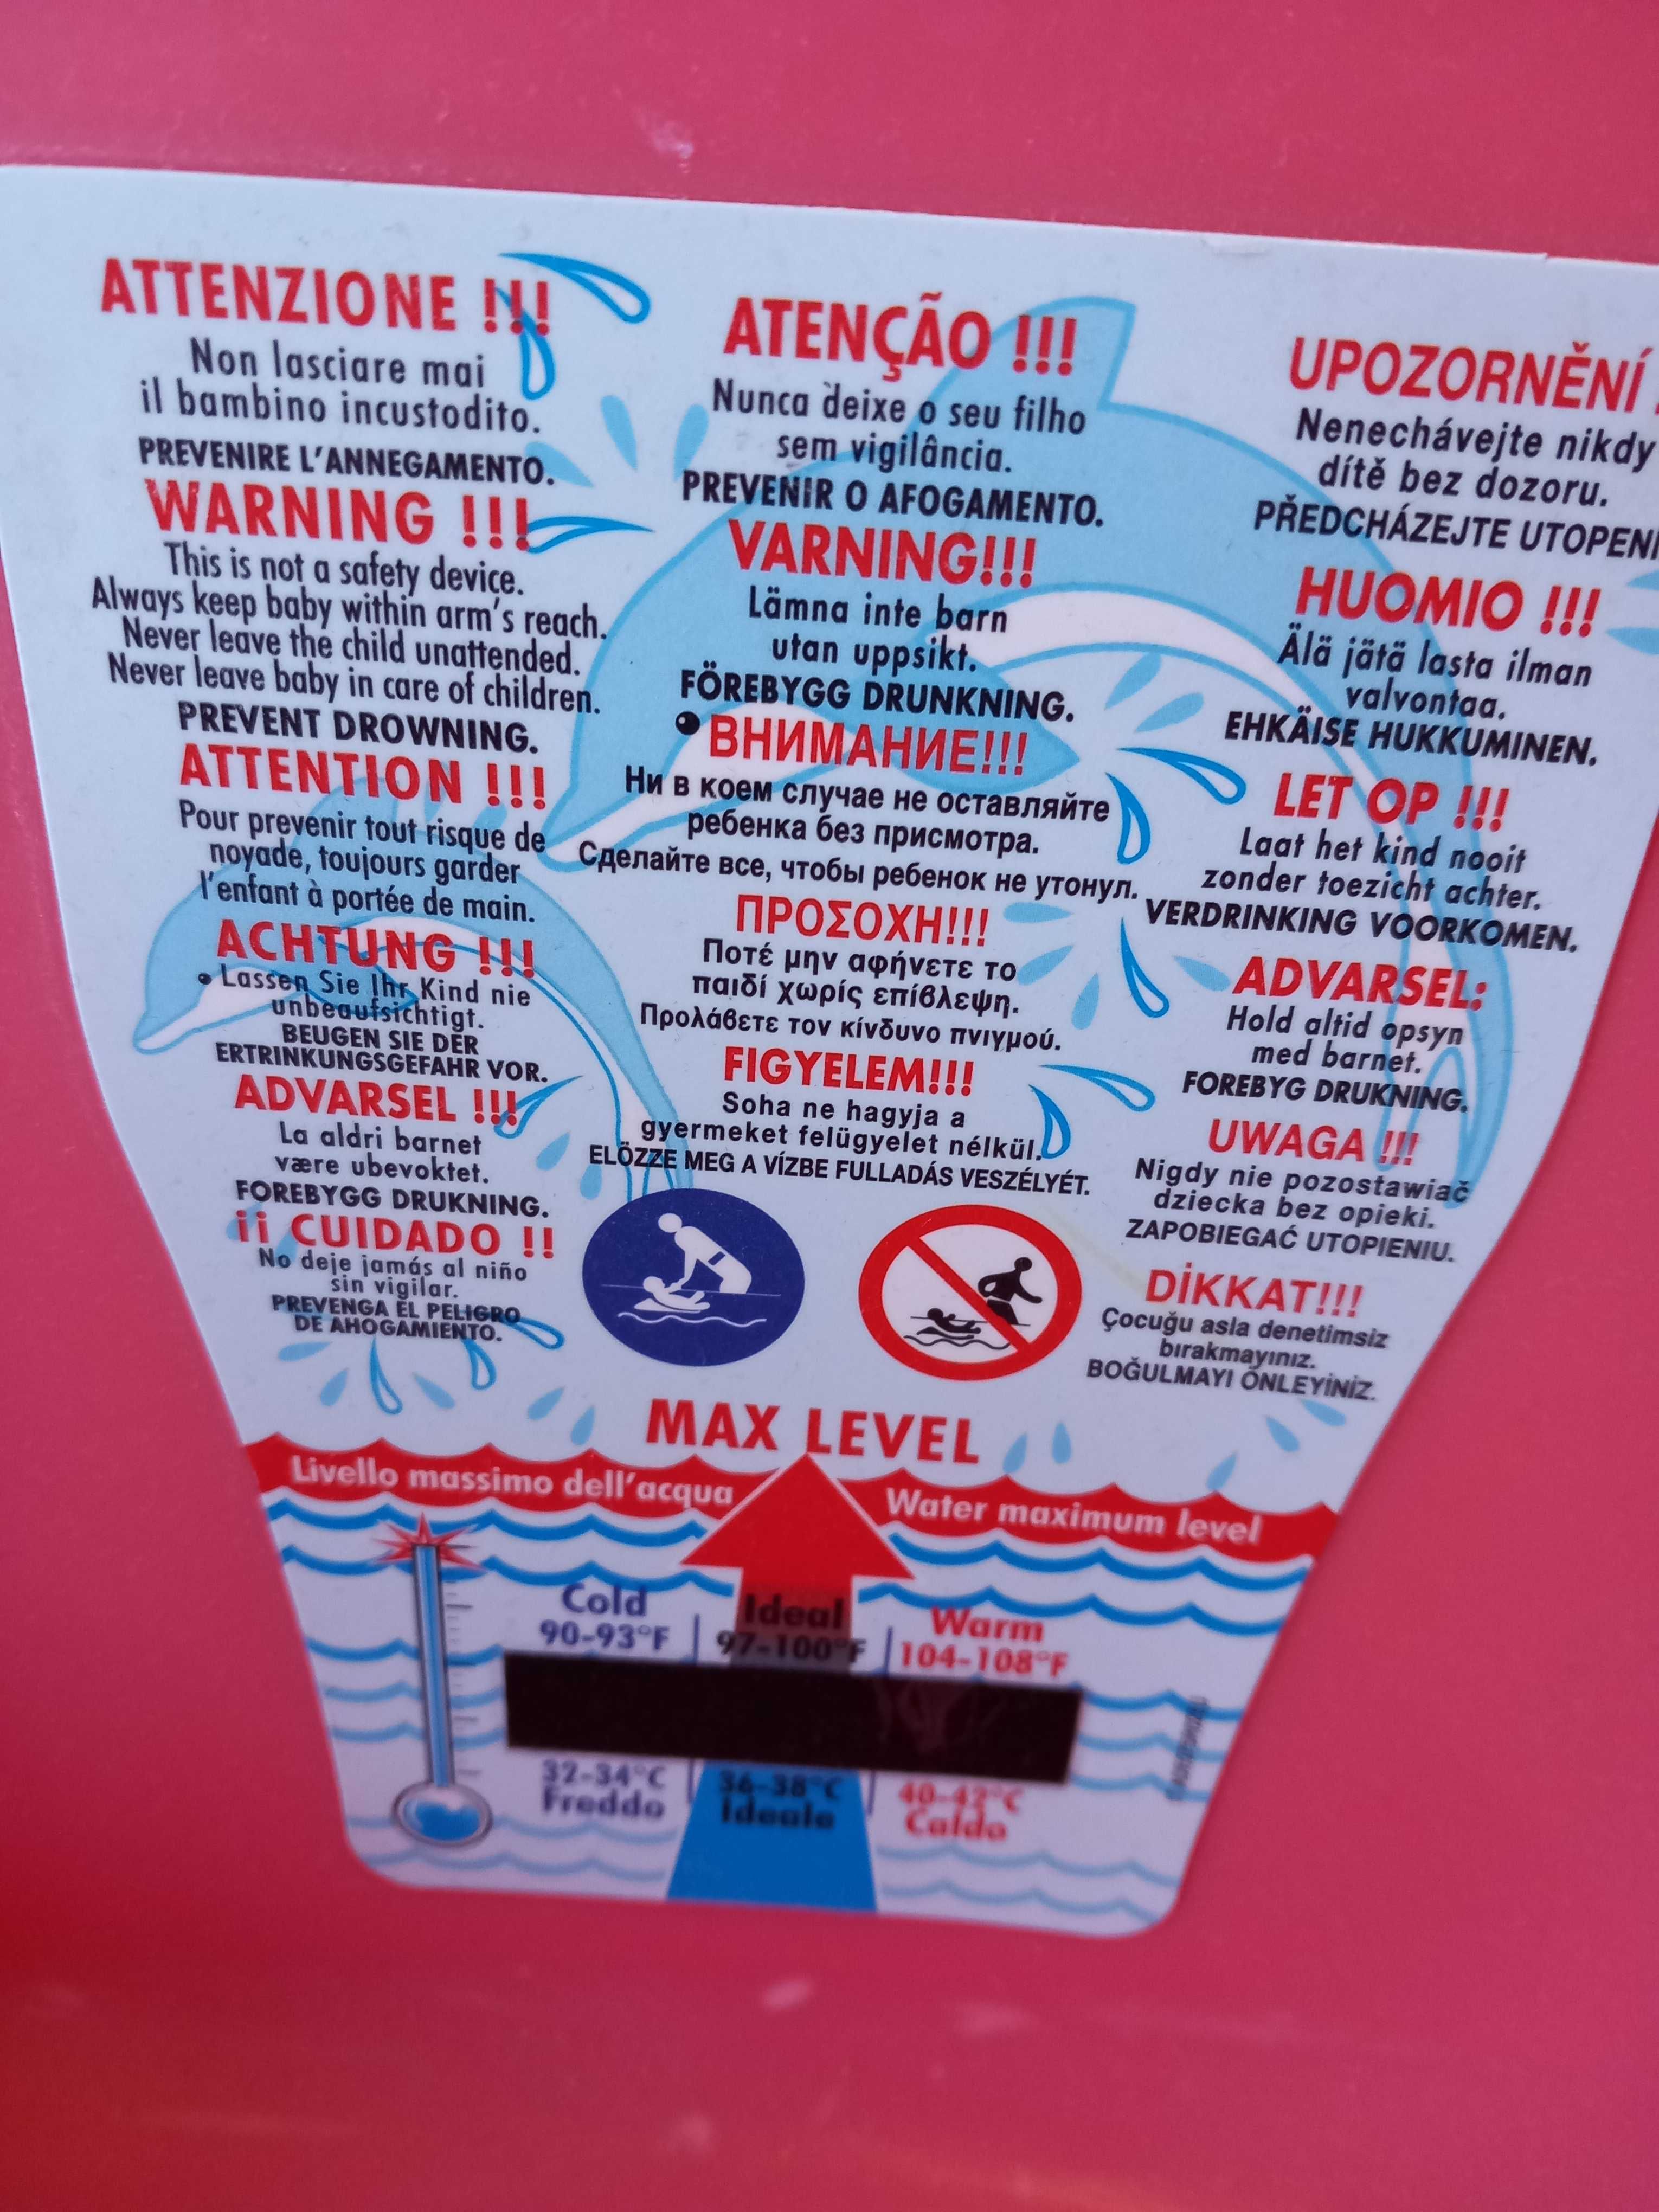 ATTENZIONE !!!
Non lasciare mai
il bambino incustodito.
PREVENIRE L'ANNEGAMENTO.
WARNING !!!
This is not a safety device.
Always keep baby within arm's reach.
Never leave the child unattended.
Never leave baby in care of children.
PREVENT DROWNING.
ATTENTION !!!
Pour prevenir tout risque de
noyade, toujours garder
l'enfant à portée de main.
ACHTUNG !!!
Lassen Sie Ihr Kind nie
unbeaufsichtigt.
BEUGEN SIE DER
ERTRINKUNGSGEFAHR VOR.
ADVARSEL !!!
La aldri barnet
være ubevoktet.
FOREBYGG DRUKNING.
¡¡ CUIDADO !!
No deje jamás al niño
sin vigilar.
PREVENGA EL PELIGRO
DE AHOGAMIENTO.
ATENÇÃO !!!
Nunca deixe o seu filho
sem vigilância.
PREVENIR O AFOGAMENTO.
VARNING!!!
Lämna inte barn
utan uppsikt.
FÖREBYGG DRUNKNING.
ВНИМАНИЕ!!!
Ни в коем случае не оставляйте
ребенка без присмотра.
Сделайте все, чтобы ребенок не утонул.
ΠΡΟΣΟΧΗ!!!
Ποτέ μην αφήνετε το
παιδί χωρίς επίβλεψη.
Προλάβετε τον κίνδυνο πνιγμού.
FIGYELEM!!!
Soha ne hagyja a
gyermeket felügyelet nélkül.
ELÖZZE MEG A VÍZBE FULLADÁS VESZÉLYÉT.
UPOZORNĚNÍ
Nenechávejte nikdy
dítě bez dozoru.
PŘEDCHÁZEJTE UTOPENI
HUOMIO !!!
Älä jätä lasta ilman
valvontaa.
EHKÄISE HUKKUMINEN.
LET OP !!!
Laat het kind nooit
zonder toezicht achter.
VERDRINKING VOORKOMEN.
ADVARSEL:
Hold altid opsyn
med barnet.
FOREBYG DRUKNING.
UWAGA !!!
Nigdy nie pozostawiač
dziecka bez opieki.
ZAPOBIEGAĆ UTOPIENIU.
DİKKAT!!!
Çocuğu asla denetimsiz
bırakmayınız.
BOĞULMAYI ÖNLEYİNİZ.
MAX LEVEL
Livello massimo dell'acqua
Water maximum level
Cold
90-93°F
Ideal
97-100°F
Warm
104-108°F
32-34°C
Freddo
36-38°C
Ideale
40-42°C
Caldo